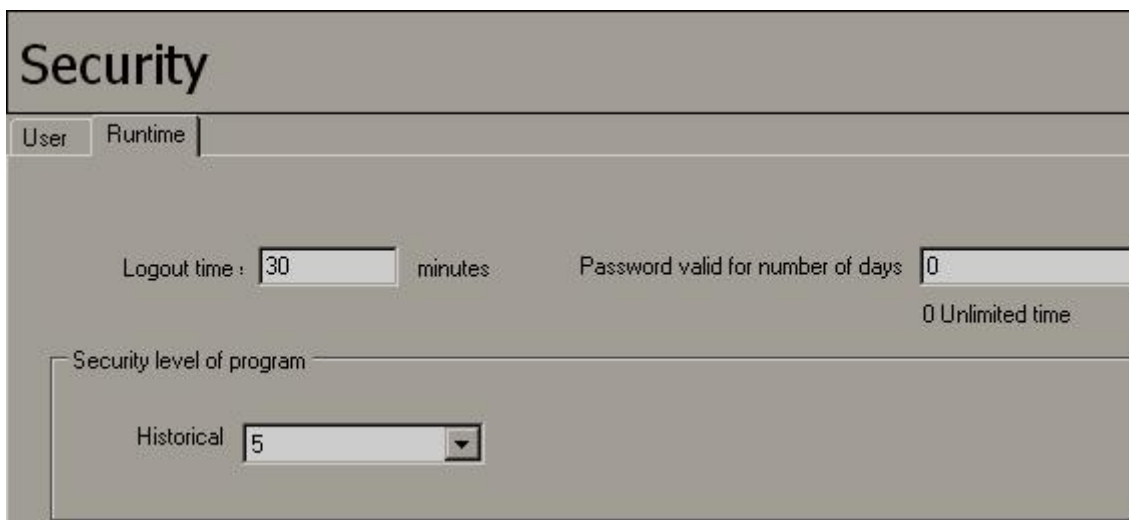 Security
User Runtime
Logout time : 30 minutes Password valid for number of days 0
0 Unlimited time
Security level of program
Historical 5